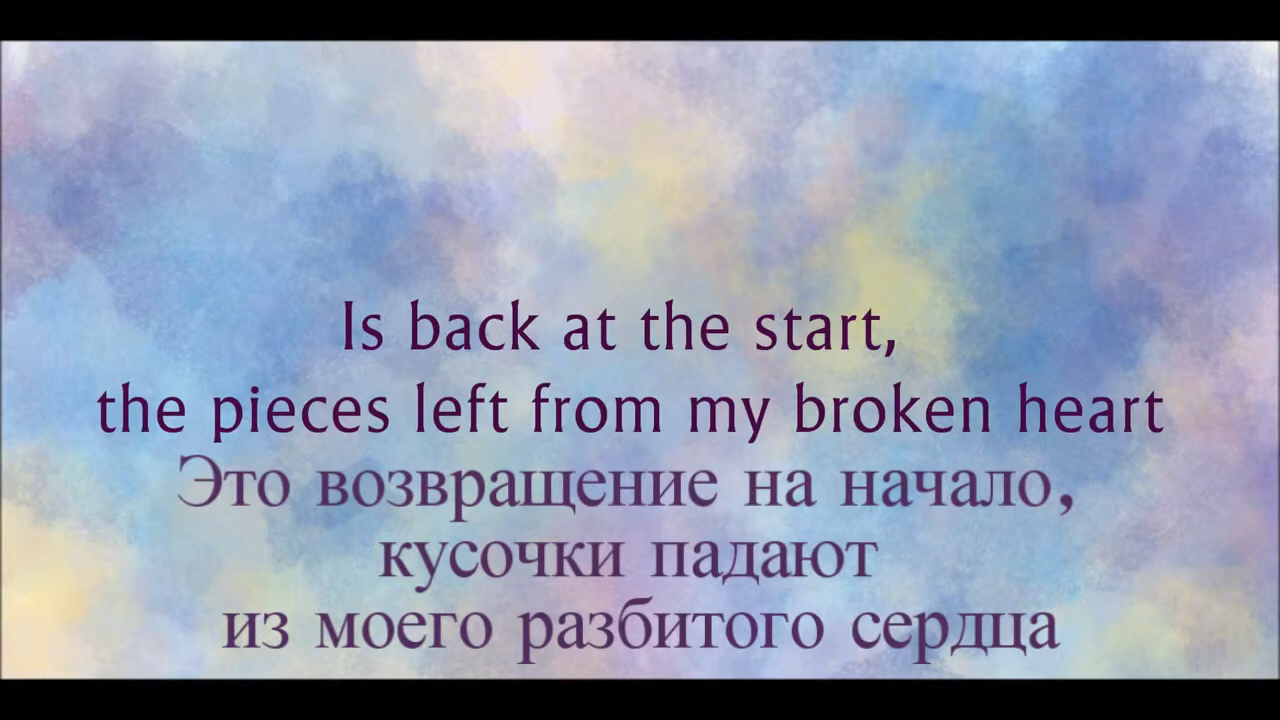 Is back at the start,
the pieces left from my broken heart
Это возвращение на начало,
кусочки падают
из моего разбитого сердца